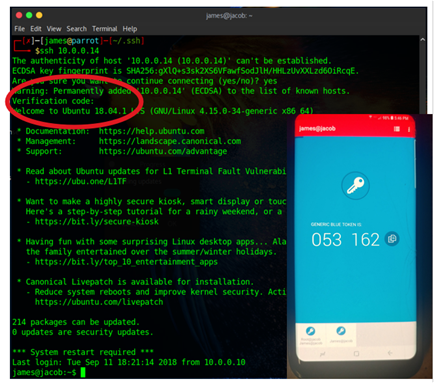 james@jacob: ~
File Edit View Search Terminal Help
[✗]─[james@parrot]─[~/.ssh]
$ssh 10.0.0.14
The authenticity of host '10.0.0.14 (10.0.0.14)' can't be established.
ECDSA key fingerprint is SHA256:gXlQ+s3sk2XS6VFawfSodJlH/HHLzUvXXLzd6OiRcqE.
Are you sure you want to continue connecting (yes/no)? yes
Warning: Permanently added '10.0.0.14' (ECDSA) to the list of known hosts.
Verification code:
Welcome to Ubuntu 18.04.1 LTS (GNU/Linux 4.15.0-34-generic x86_64)
* Documentation: https://help.ubuntu.com
* Management: https://landscape.canonical.com
* Support: https://ubuntu.com/advantage
* Read about Ubuntu updates for L1 Terminal Fault Vulnerabi
- https://ubu.one/L1TF
* Want to make a highly secure kiosk, smart display or touc
Here's a step-by-step tutorial for a rainy weekend, or a
- https://bit.ly/secure-kiosk
* Having fun with some surprising Linux desktop apps... Ala
the family entertained over the summer/winter holidays.
- https://bit.ly/top_10_entertainment_apps
* Canonical Livepatch is available for installation.
- Reduce system reboots and improve kernel security. Acti
https://ubuntu.com/livepatch
214 packages can be updated.
0 updates are security updates.
*** System restart required ***
Last login: Tue Sep 11 18:21:14 2018 from 10.0.0.10
james@jacob:~$
james@jacob
GENERIC BLUE TOKEN IS:
053 162